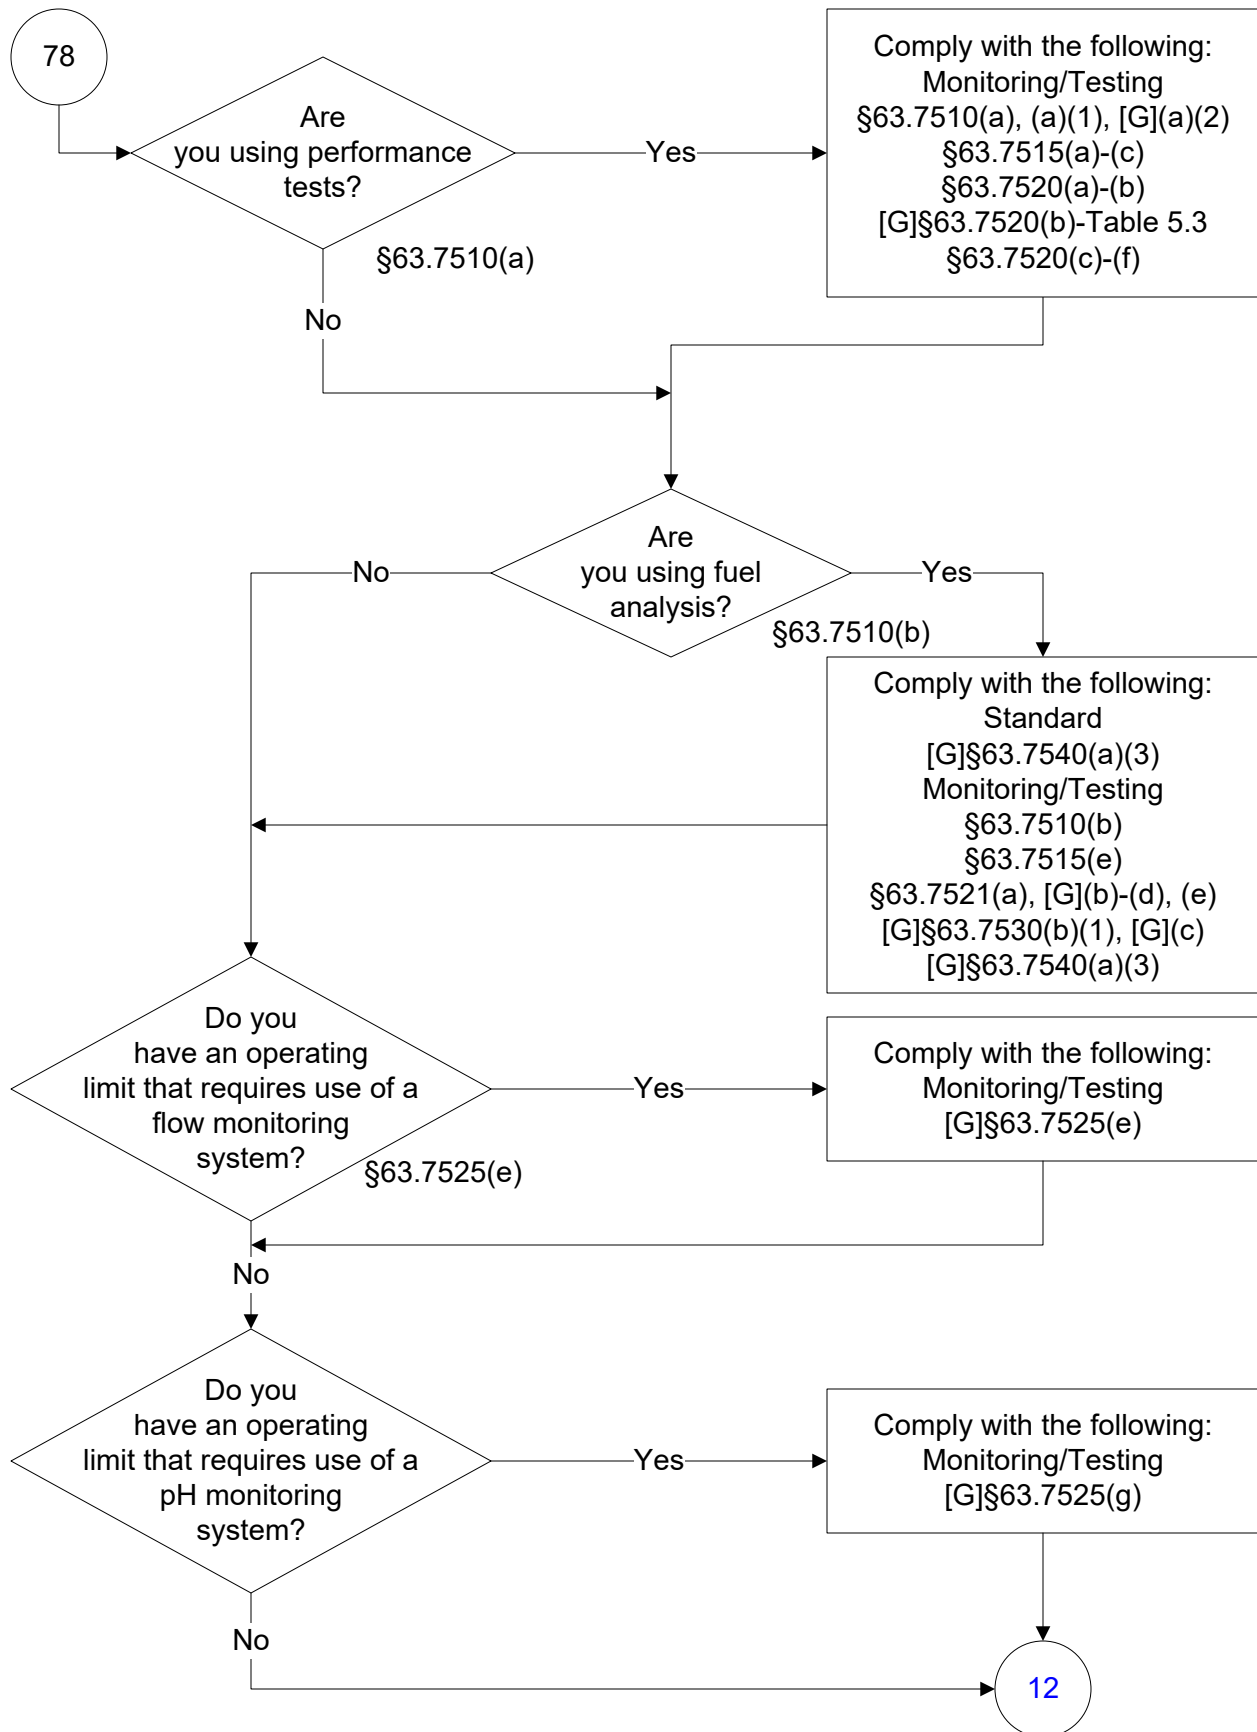 78
Are
you using performance
tests?
§63.7510(a)
Yes
No
Comply with the following:
Monitoring/Testing
§63.7510(a), (a)(1), [G](a)(2)
§63.7515(a)-(c)
§63.7520(a)-(b)
[G]§63.7520(b)-Table 5.3
§63.7520(c)-(f)
Are
you using fuel
analysis?
§63.7510(b)
No
Yes
Comply with the following:
Standard
[G]§63.7540(a)(3)
Monitoring/Testing
§63.7510(b)
§63.7515(e)
§63.7521(a), [G](b)-(d), (e)
[G]§63.7530(b)(1), [G](c)
[G]§63.7540(a)(3)
Do you
have an operating
limit that requires use of a
flow monitoring
system?
§63.7525(e)
Yes
No
Comply with the following:
Monitoring/Testing
[G]§63.7525(e)
Do you
have an operating
limit that requires use of a
pH monitoring
system?
Yes
No
Comply with the following:
Monitoring/Testing
[G]§63.7525(g)
12